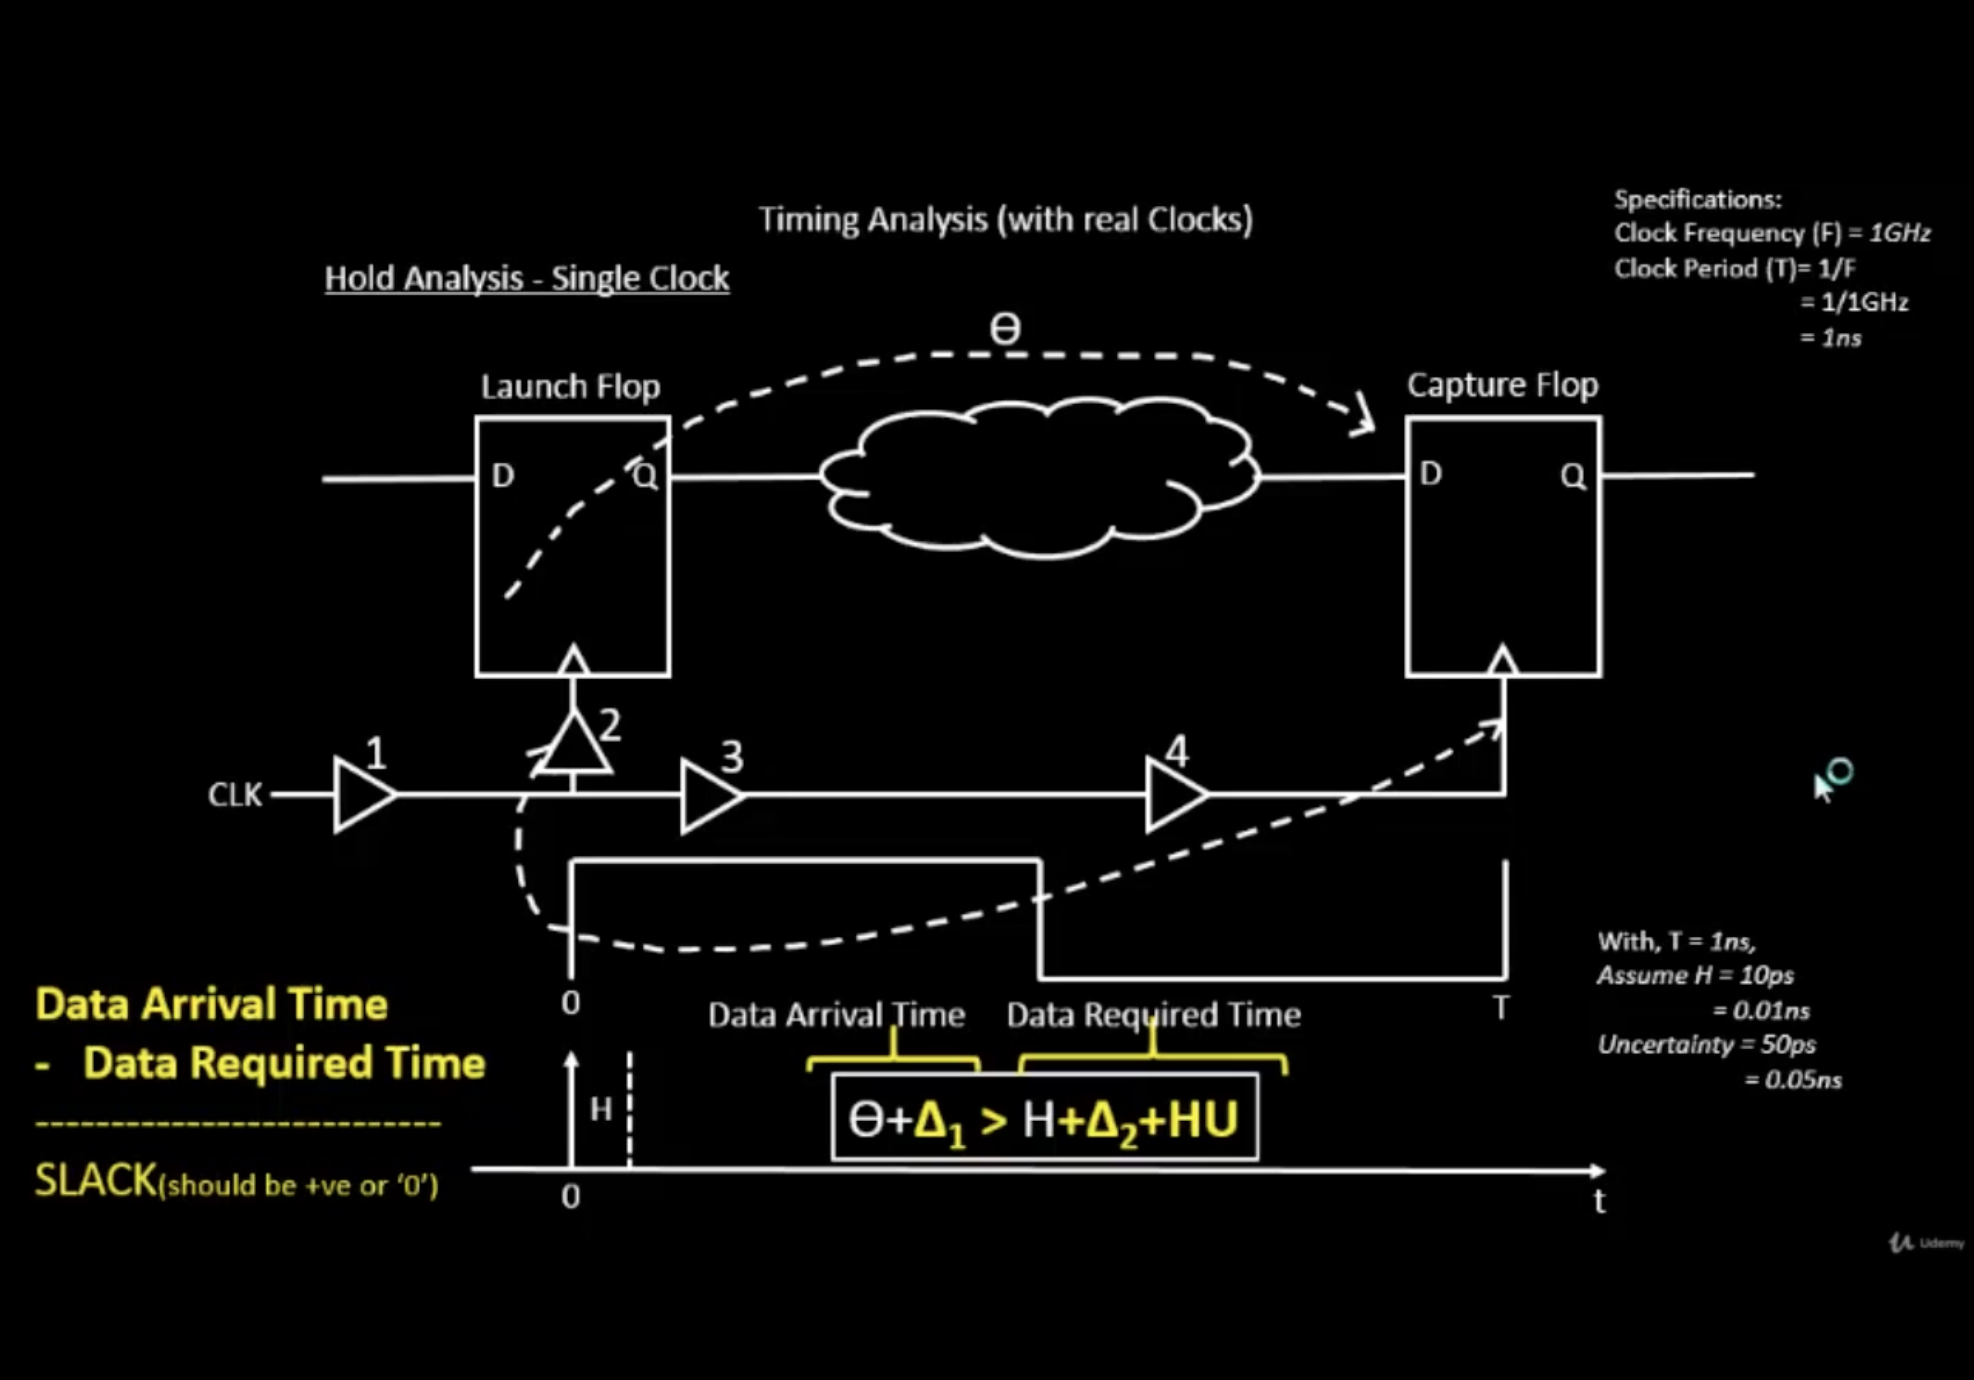 Timing Analysis (with real Clocks)
Specifications:
Clock Frequency (F) = 1GHz
Clock Period (T)= 1/F
= 1/1GHz
= 1ns
Hold Analysis - Single Clock
Ɵ
Launch Flop
Capture Flop
D Q
D Q
1
2
3
4
CLK
0
T
With, T = 1ns,
Assume H = 10ps
= 0.01ns
Uncertainty = 50ps
= 0.05ns
Data Arrival Time
- Data Required Time
---------------------------
SLACK(should be +ve or ‘0’)
Data Arrival Time
Data Required Time
H
Ɵ+Δ₁ > H+Δ₂+HU
0
t
Udemy